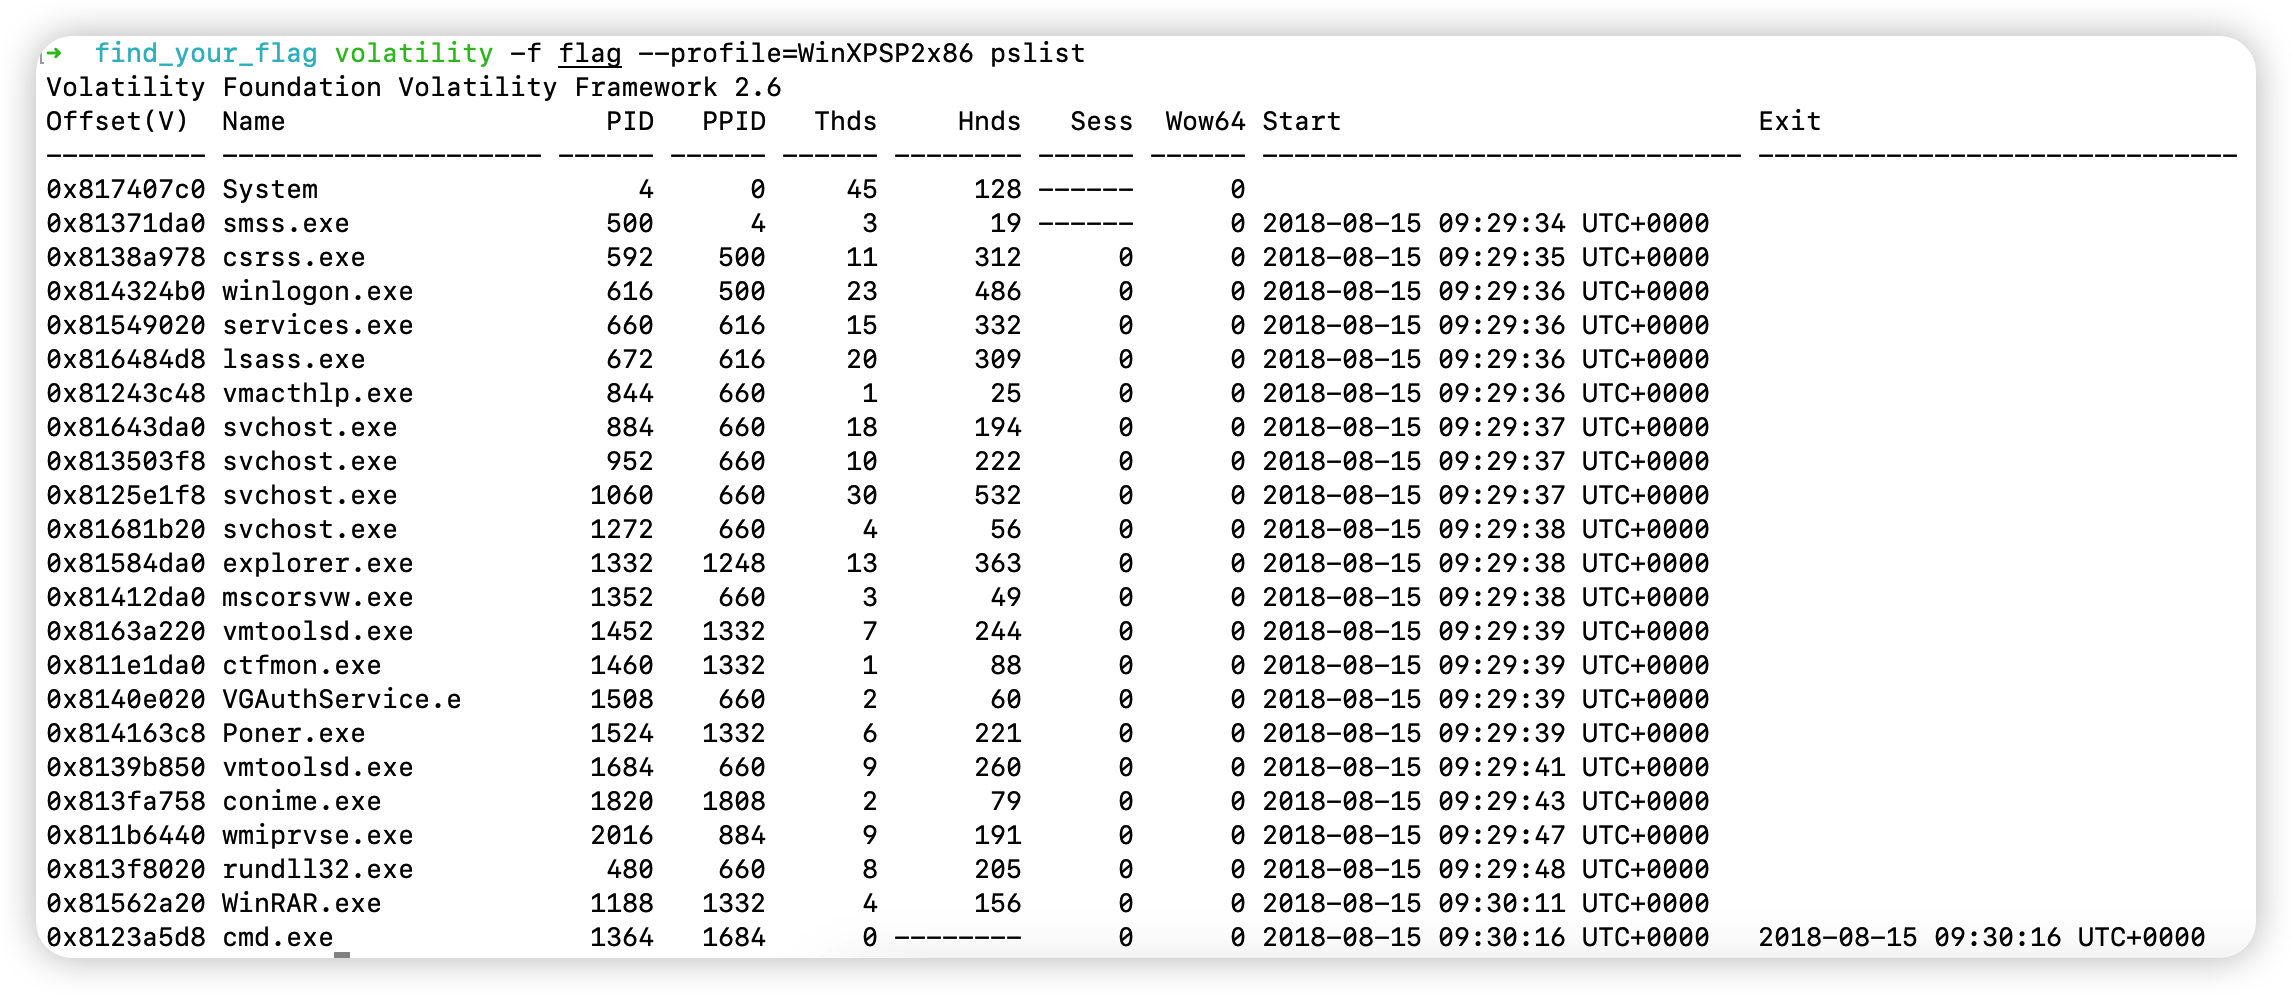 ➜  find_your_flag volatility -f flag --profile=WinXPSP2x86 pslist
Volatility Foundation Volatility Framework 2.6
Offset(V)  Name                    PID   PPID   Thds     Hnds   Sess  Wow64 Start                          Exit
---------- -------------------- ------ ------ ------ -------- ------ ------ ------------------------------ ------------------------------
0x817407c0 System                    4      0     45      128 ------      0
0x81371da0 smss.exe                500      4      3       19 ------      0 2018-08-15 09:29:34 UTC+0000
0x8138a978 csrss.exe               592    500     11      312      0      0 2018-08-15 09:29:35 UTC+0000
0x814324b0 winlogon.exe            616    500     23      486      0      0 2018-08-15 09:29:36 UTC+0000
0x81549020 services.exe            660    616     15      332      0      0 2018-08-15 09:29:36 UTC+0000
0x816484d8 lsass.exe               672    616     20      309      0      0 2018-08-15 09:29:36 UTC+0000
0x81243c48 vmacthlp.exe            844    660      1       25      0      0 2018-08-15 09:29:36 UTC+0000
0x81643da0 svchost.exe             884    660     18      194      0      0 2018-08-15 09:29:37 UTC+0000
0x813503f8 svchost.exe             952    660     10      222      0      0 2018-08-15 09:29:37 UTC+0000
0x8125e1f8 svchost.exe            1060    660     30      532      0      0 2018-08-15 09:29:37 UTC+0000
0x81681b20 svchost.exe            1272    660      4       56      0      0 2018-08-15 09:29:38 UTC+0000
0x81584da0 explorer.exe           1332   1248     13      363      0      0 2018-08-15 09:29:38 UTC+0000
0x81412da0 mscorsvw.exe           1352    660      3       49      0      0 2018-08-15 09:29:38 UTC+0000
0x8163a220 vmtoolsd.exe           1452   1332      7      244      0      0 2018-08-15 09:29:39 UTC+0000
0x811e1da0 ctfmon.exe             1460   1332      1       88      0      0 2018-08-15 09:29:39 UTC+0000
0x8140e020 VGAuthService.e        1508    660      2       60      0      0 2018-08-15 09:29:39 UTC+0000
0x814163c8 Poner.exe              1524   1332      6      221      0      0 2018-08-15 09:29:39 UTC+0000
0x8139b850 vmtoolsd.exe           1684    660      9      260      0      0 2018-08-15 09:29:41 UTC+0000
0x813fa758 conime.exe             1820   1808      2       79      0      0 2018-08-15 09:29:43 UTC+0000
0x811b6440 wmiprvse.exe           2016    884      9      191      0      0 2018-08-15 09:29:47 UTC+0000
0x813f8020 rundll32.exe            480    660      8      205      0      0 2018-08-15 09:29:48 UTC+0000
0x81562a20 WinRAR.exe             1188   1332      4      156      0      0 2018-08-15 09:30:11 UTC+0000
0x8123a5d8 cmd.exe                1364   1684      0 --------      0      0 2018-08-15 09:30:16 UTC+0000   2018-08-15 09:30:16 UTC+0000